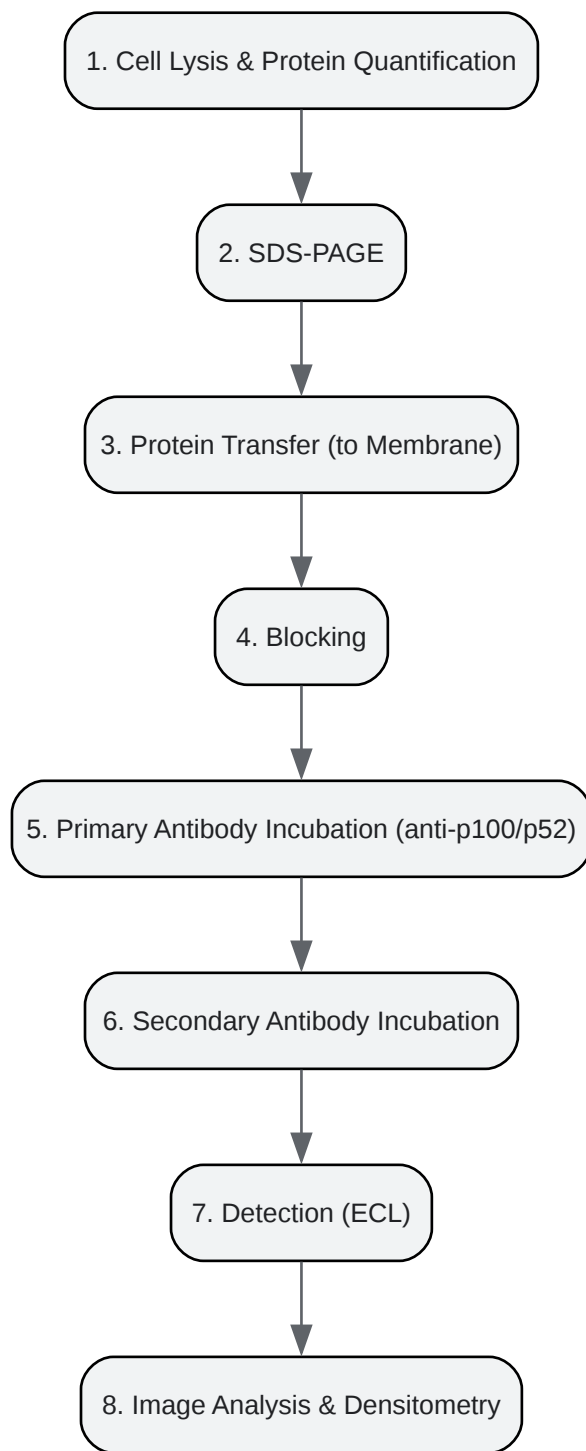 1. Cell Lysis & Protein Quantification
2. SDS-PAGE
3. Protein Transfer (to Membrane)
4. Blocking
5. Primary Antibody Incubation (anti-p100/p52)
6. Secondary Antibody Incubation
7. Detection (ECL)
8. Image Analysis & Densitometry